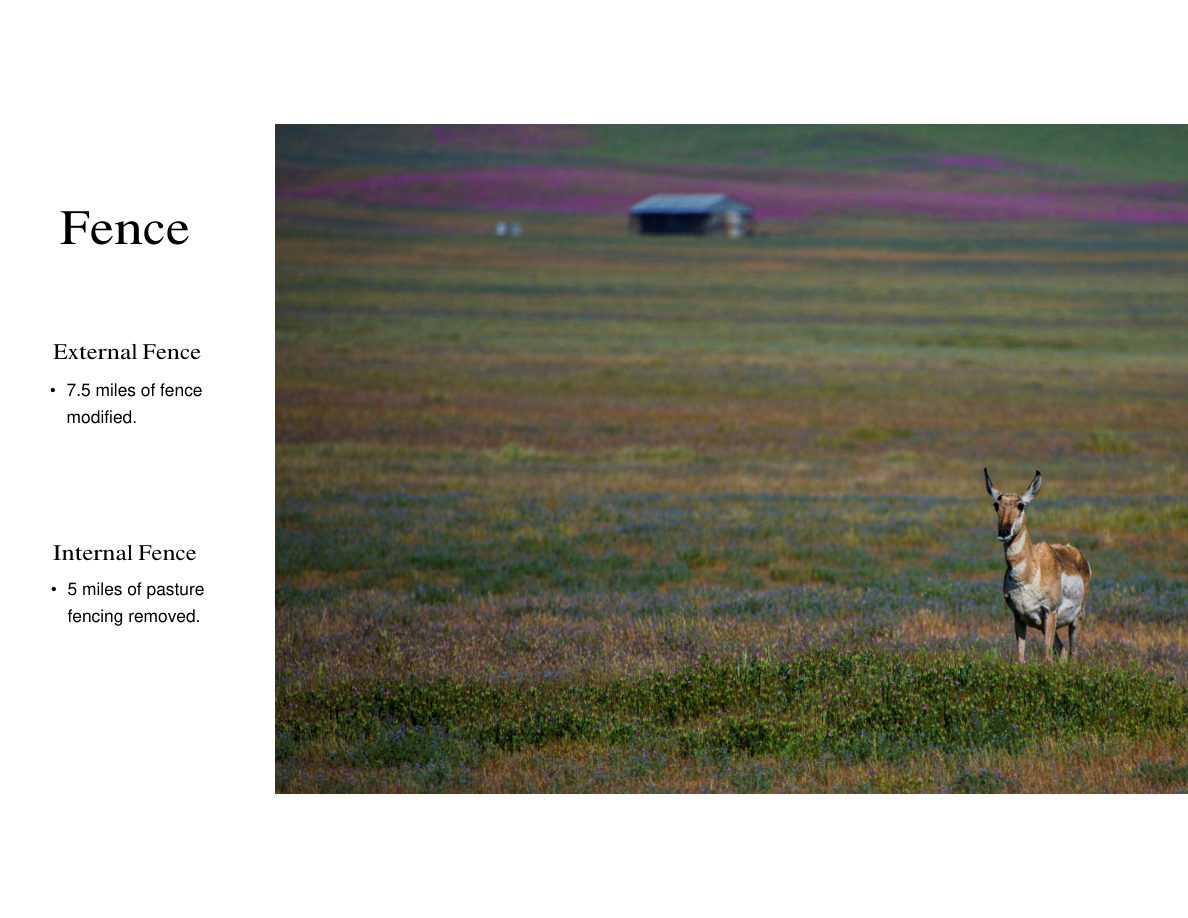 Fence
External Fence
• 7.5 miles of fence
modified.
Internal Fence
• 5 miles of pasture
fencing removed.